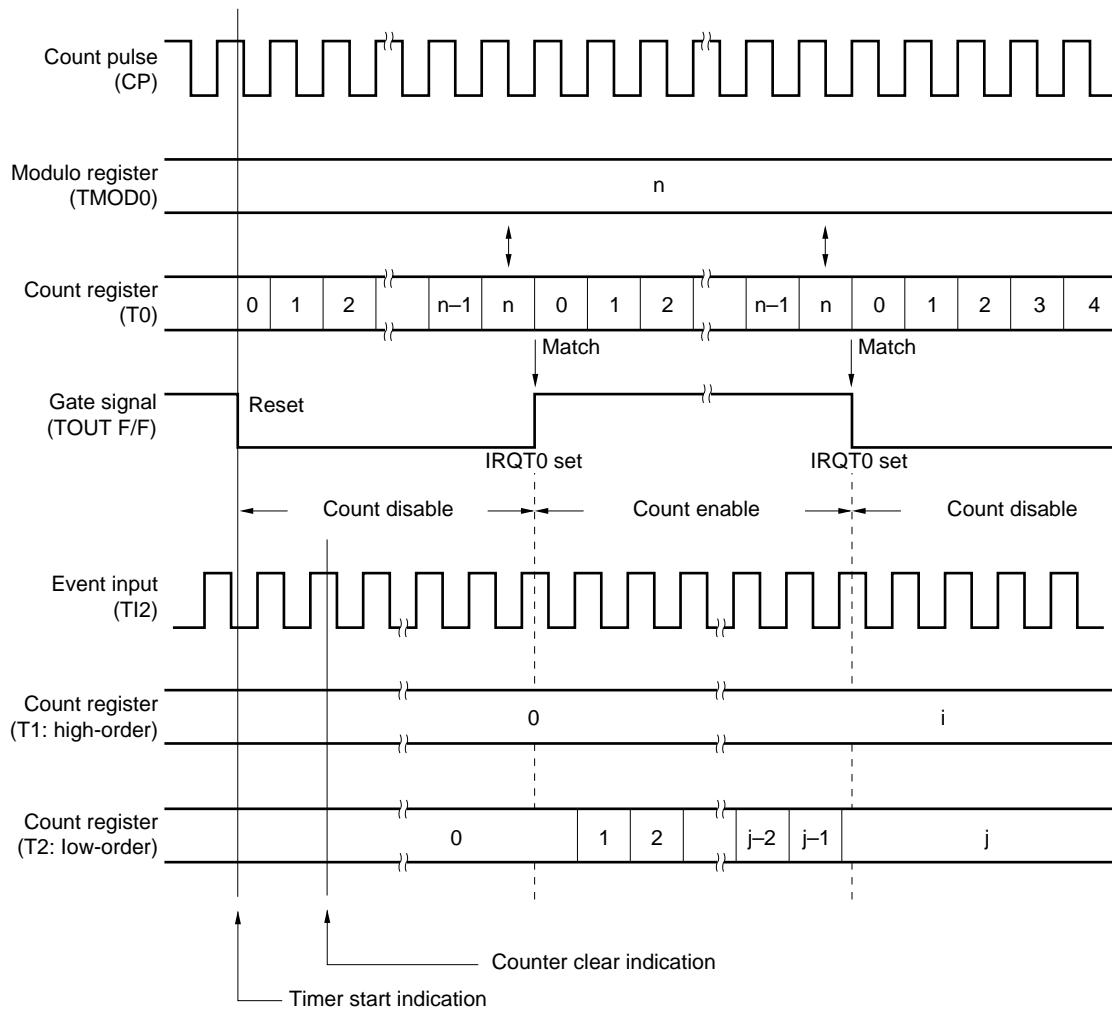 Count pulse
(CP)
Modulo register
(TMOD0)
n
Count register
(T0)
0 1 2 n–1 n 0 1 2 n–1 n 0 1 2 3 4
Match Match
Gate signal
(TOUT F/F)
Reset
IRQT0 set IRQT0 set
Count disable Count enable Count disable
Event input
(TI2)
Count register
(T1: high-order)
0 i
Count register
(T2: low-order)
0 1 2 j–2 j–1 j
Counter clear indication
Timer start indication